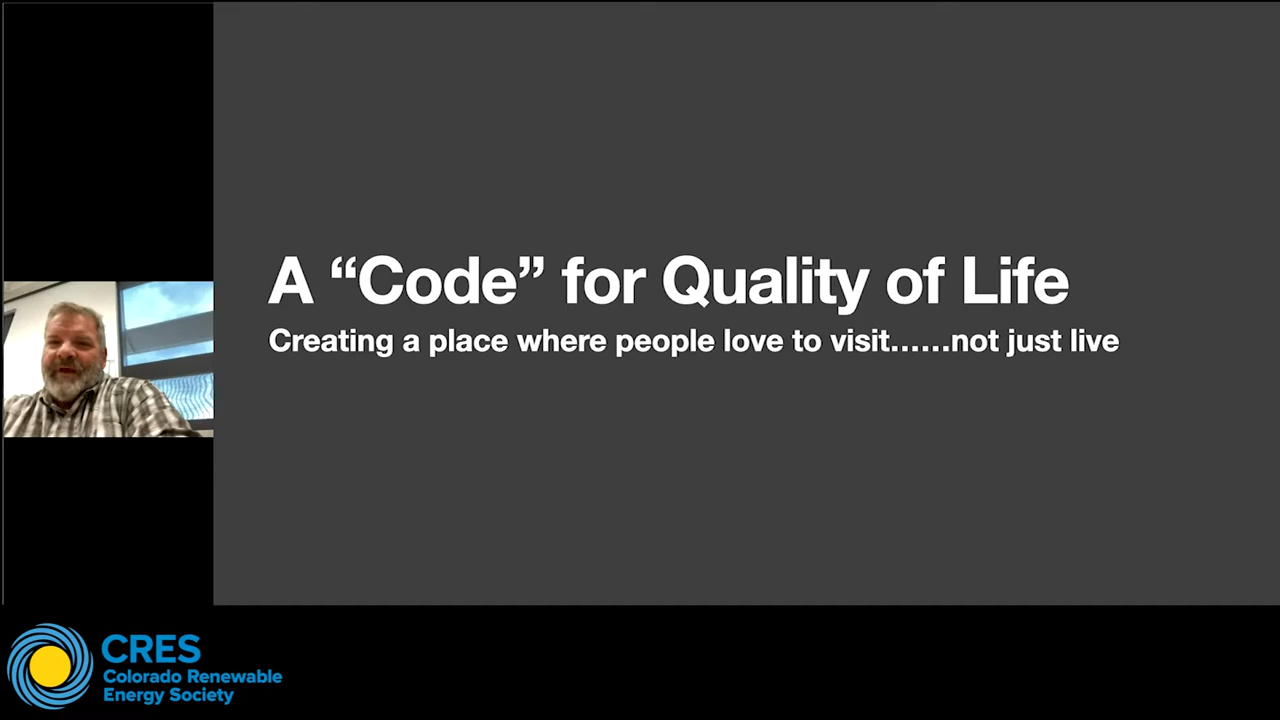 A “Code” for Quality of Life
Creating a place where people love to visit......not just live
CRES
Colorado Renewable
Energy Society